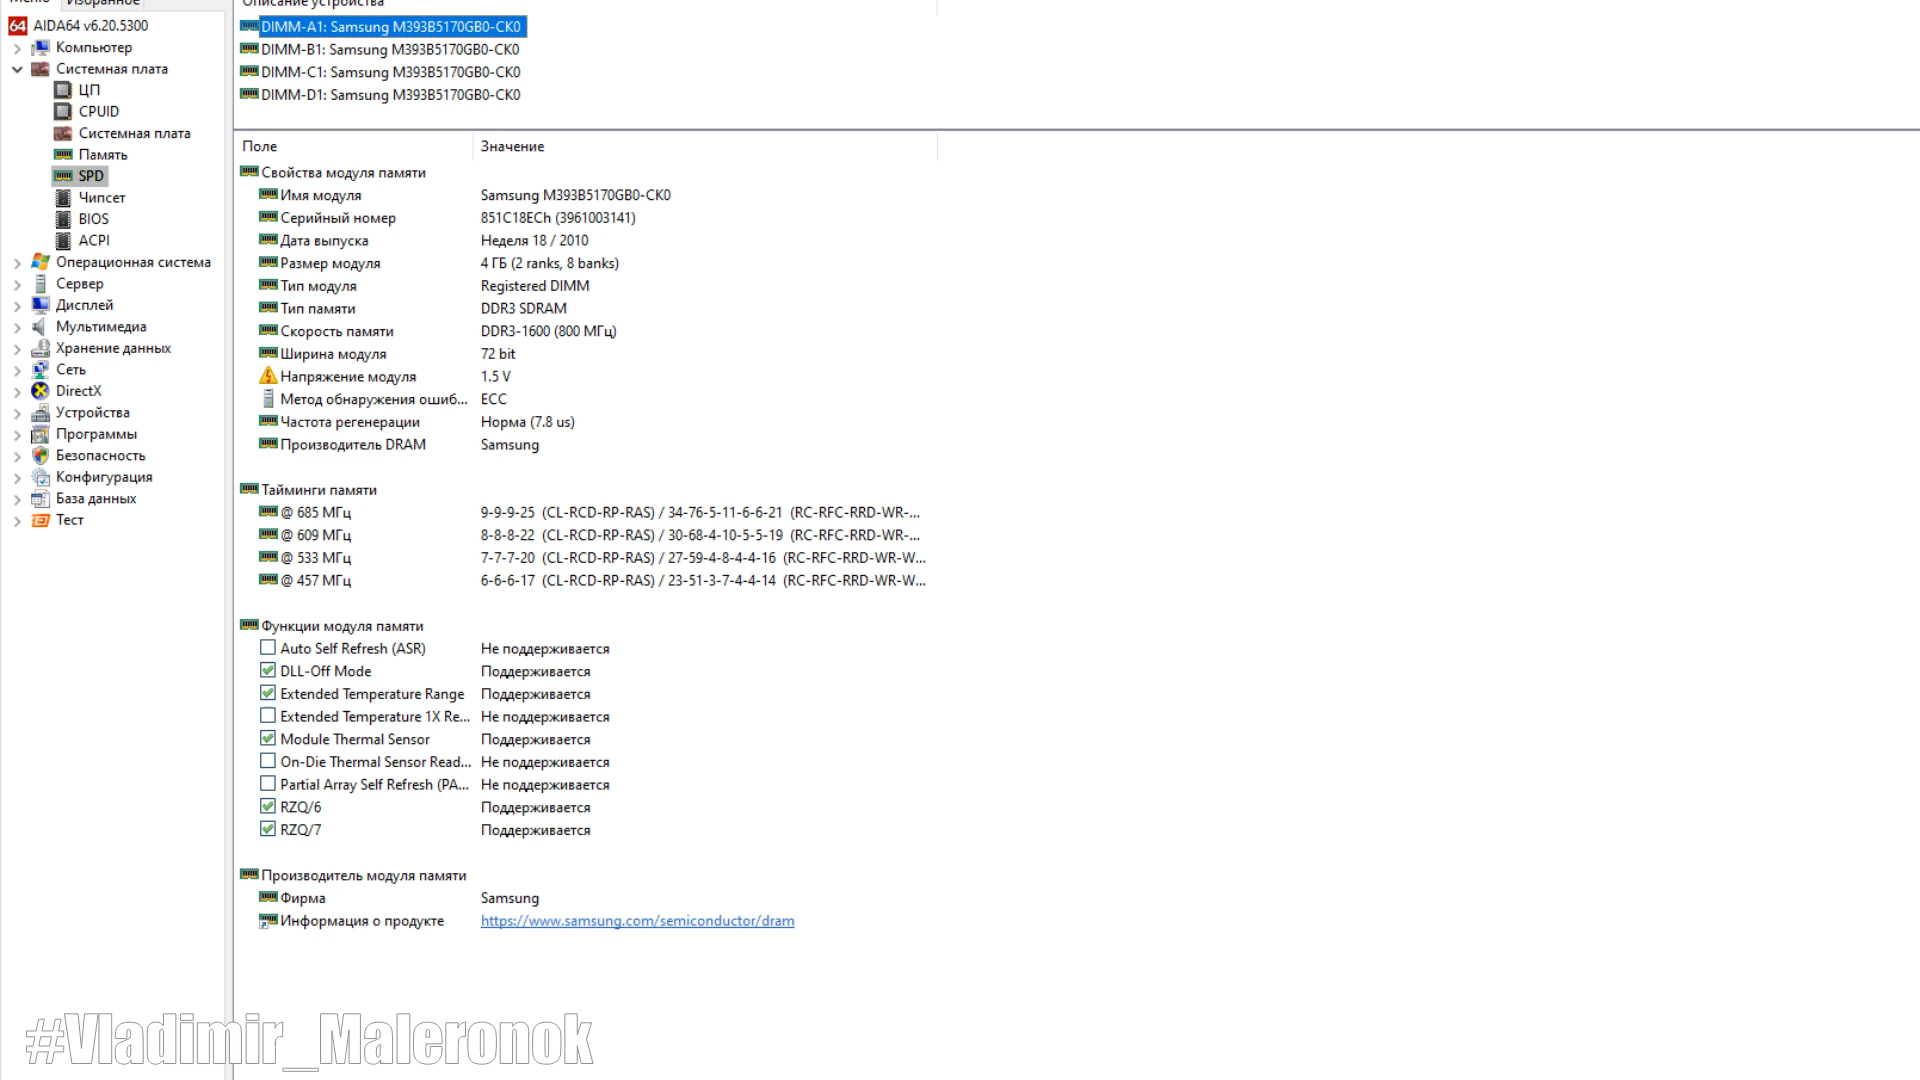 Меню Избранное
Описание устройства
AIDA64 v6.20.5300
Компьютер
Системная плата
ЦП
CPUID
Системная плата
Память
SPD
Чипсет
BIOS
ACPI
Операционная система
Сервер
Дисплей
Мультимедиа
Хранение данных
Сеть
DirectX
Устройства
Программы
Безопасность
Конфигурация
База данных
Тест
DIMM-A1: Samsung M393B5170GB0-CK0
DIMM-B1: Samsung M393B5170GB0-CK0
DIMM-C1: Samsung M393B5170GB0-CK0
DIMM-D1: Samsung M393B5170GB0-CK0
Поле Значение
Свойства модуля памяти
Имя модуля Samsung M393B5170GB0-CK0
Серийный номер 851C18ECh (3961003141)
Дата выпуска Неделя 18 / 2010
Размер модуля 4 ГБ (2 ranks, 8 banks)
Тип модуля Registered DIMM
Тип памяти DDR3 SDRAM
Скорость памяти DDR3-1600 (800 МГц)
Ширина модуля 72 bit
Напряжение модуля 1.5 V
Метод обнаружения ошиб... ECC
Частота регенерации Норма (7.8 us)
Производитель DRAM Samsung
Тайминги памяти
@ 685 МГц 9-9-9-25 (CL-RCD-RP-RAS) / 34-76-5-11-6-6-21 (RC-RFC-RRD-WR-...
@ 609 МГц 8-8-8-22 (CL-RCD-RP-RAS) / 30-68-4-10-5-5-19 (RC-RFC-RRD-WR-...
@ 533 МГц 7-7-7-20 (CL-RCD-RP-RAS) / 27-59-4-8-4-4-16 (RC-RFC-RRD-WR-W...
@ 457 МГц 6-6-6-17 (CL-RCD-RP-RAS) / 23-51-3-7-4-4-14 (RC-RFC-RRD-WR-W...
Функции модуля памяти
Auto Self Refresh (ASR) Не поддерживается
DLL-Off Mode Поддерживается
Extended Temperature Range Поддерживается
Extended Temperature 1X Re... Не поддерживается
Module Thermal Sensor Поддерживается
On-Die Thermal Sensor Read... Не поддерживается
Partial Array Self Refresh (PA... Не поддерживается
RZQ/6 Поддерживается
RZQ/7 Поддерживается
Производитель модуля памяти
Фирма Samsung
Информация о продукте https://www.samsung.com/semiconductor/dram
#Vladimir_Maleronok